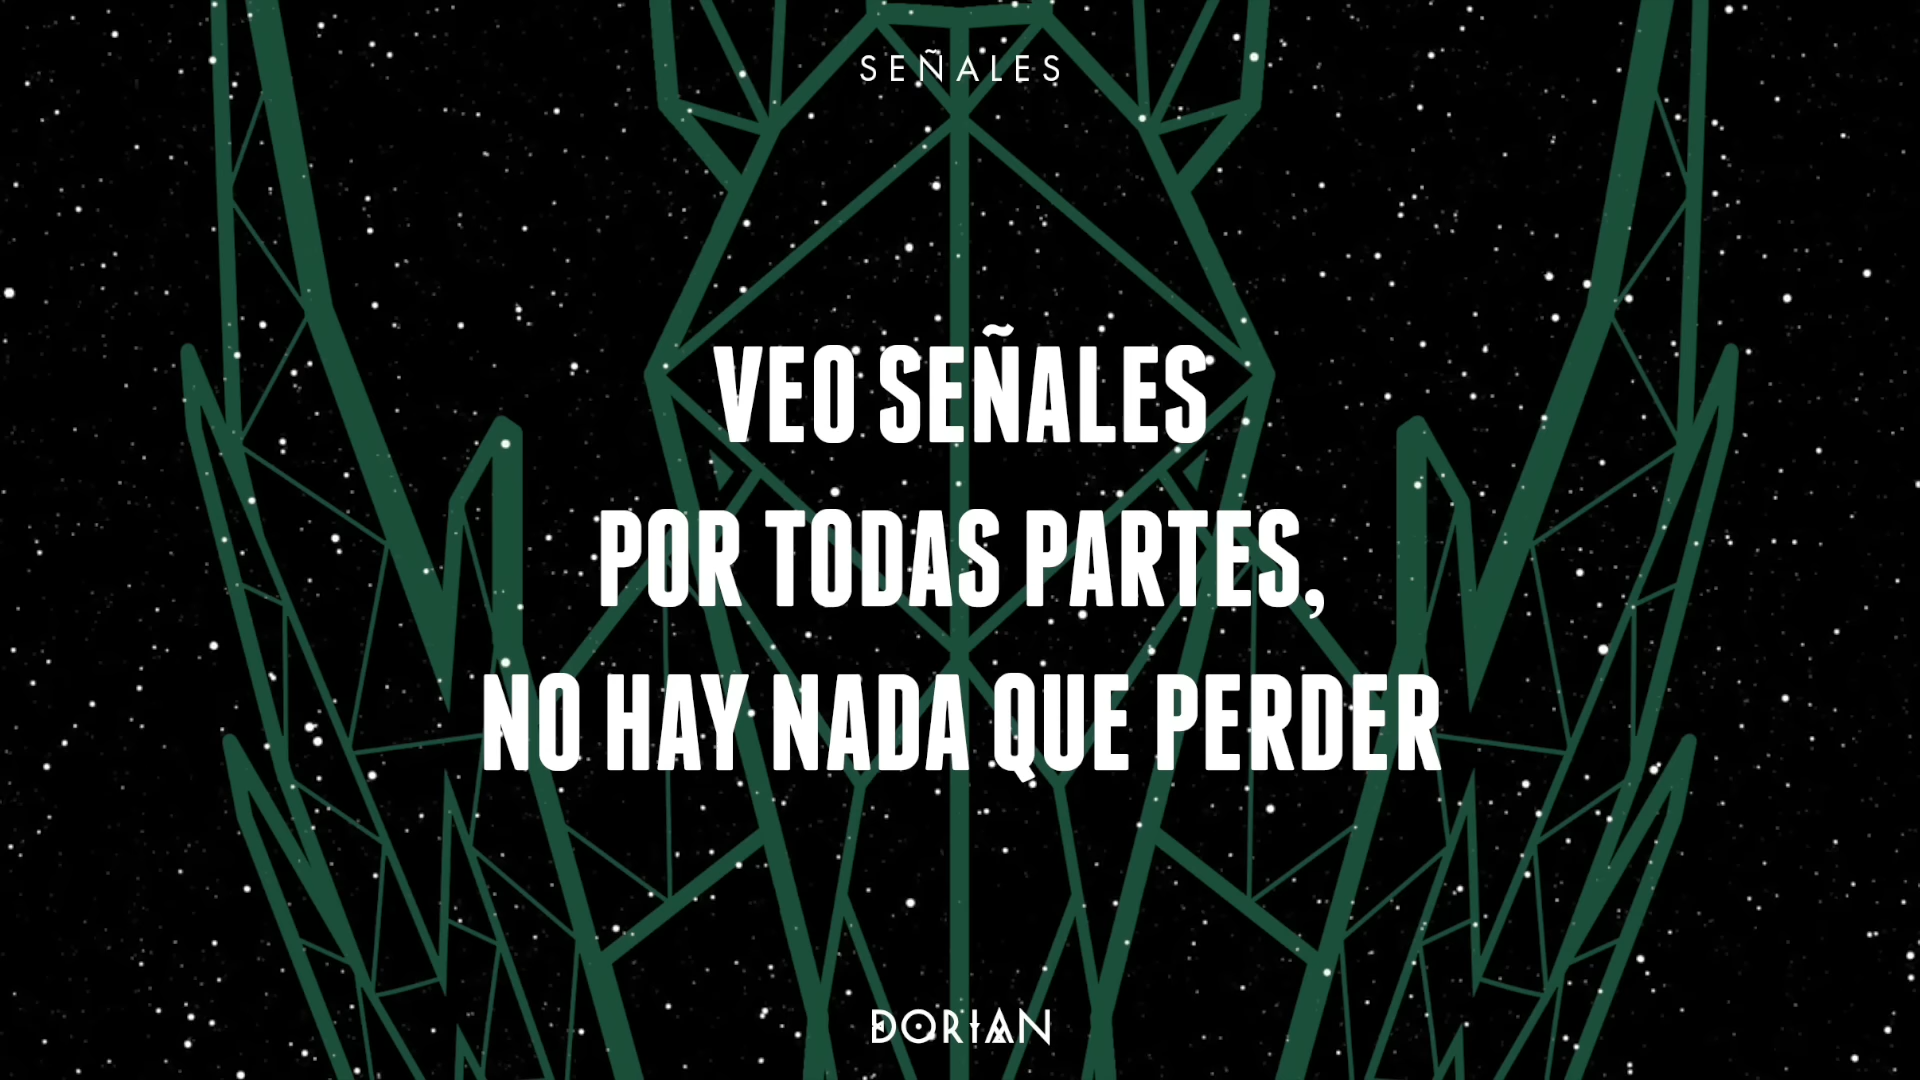 SEÑALES
VEO SEÑALES
POR TODAS PARTES,
NO HAY NADA QUE PERDER
DORIAN